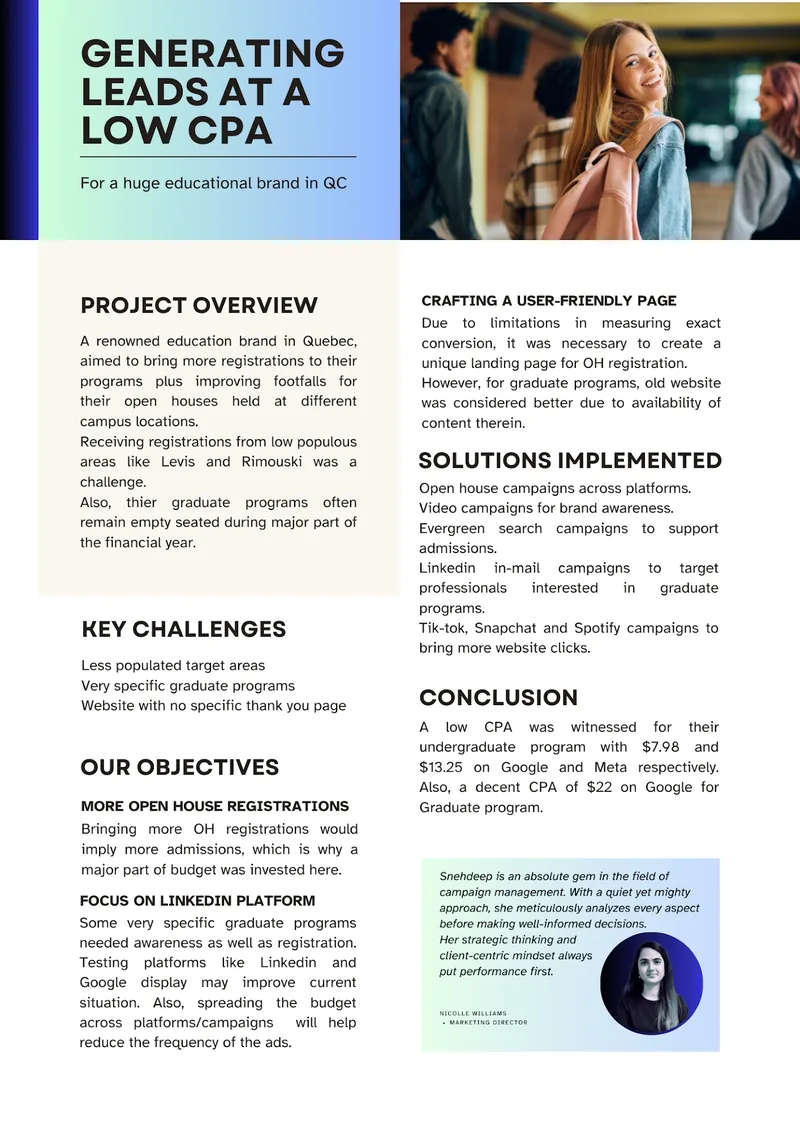 GENERATING
LEADS AT A
LOW CPA
For a huge educational brand in QC
PROJECT OVERVIEW
A renowned education brand in Quebec,
aimed to bring more registrations to their
programs plus improving footfalls for
their open houses held at different
campus locations.
Receiving registrations from low populous
areas like Levis and Rimouski was a
challenge.
Also, thier graduate programs often
remain empty seated during major part of
the financial year.
KEY CHALLENGES
Less populated target areas
Very specific graduate programs
Website with no specific thank you page
OUR OBJECTIVES
MORE OPEN HOUSE REGISTRATIONS
Bringing more OH registrations would
imply more admissions, which is why a
major part of budget was invested here.
FOCUS ON LINKEDIN PLATFORM
Some very specific graduate programs
needed awareness as well as registration.
Testing platforms like Linkedin and
Google display may improve current
situation. Also, spreading the budget
across platforms/campaigns will help
reduce the frequency of the ads.
CRAFTING A USER-FRIENDLY PAGE
Due to limitations in measuring exact
conversion, it was necessary to create a
unique landing page for OH registration.
However, for graduate programs, old website
was considered better due to availability of
content therein.
SOLUTIONS IMPLEMENTED
Open house campaigns across platforms.
Video campaigns for brand awareness.
Evergreen search campaigns to support
admissions.
Linkedin in-mail campaigns to target
professionals interested in graduate
programs.
Tik-tok, Snapchat and Spotify campaigns to
bring more website clicks.
CONCLUSION
A low CPA was witnessed for their
undergraduate program with $7.98 and
$13.25 on Google and Meta respectively.
Also, a decent CPA of $22 on Google for
Graduate program.
Snehdeep is an absolute gem in the field of
campaign management. With a quiet yet mighty
approach, she meticulously analyzes every aspect
before making well-informed decisions.
Her strategic thinking and
client-centric mindset always
put performance first.
NICOLLE WILLIAMS
• MARKETING DIRECTOR